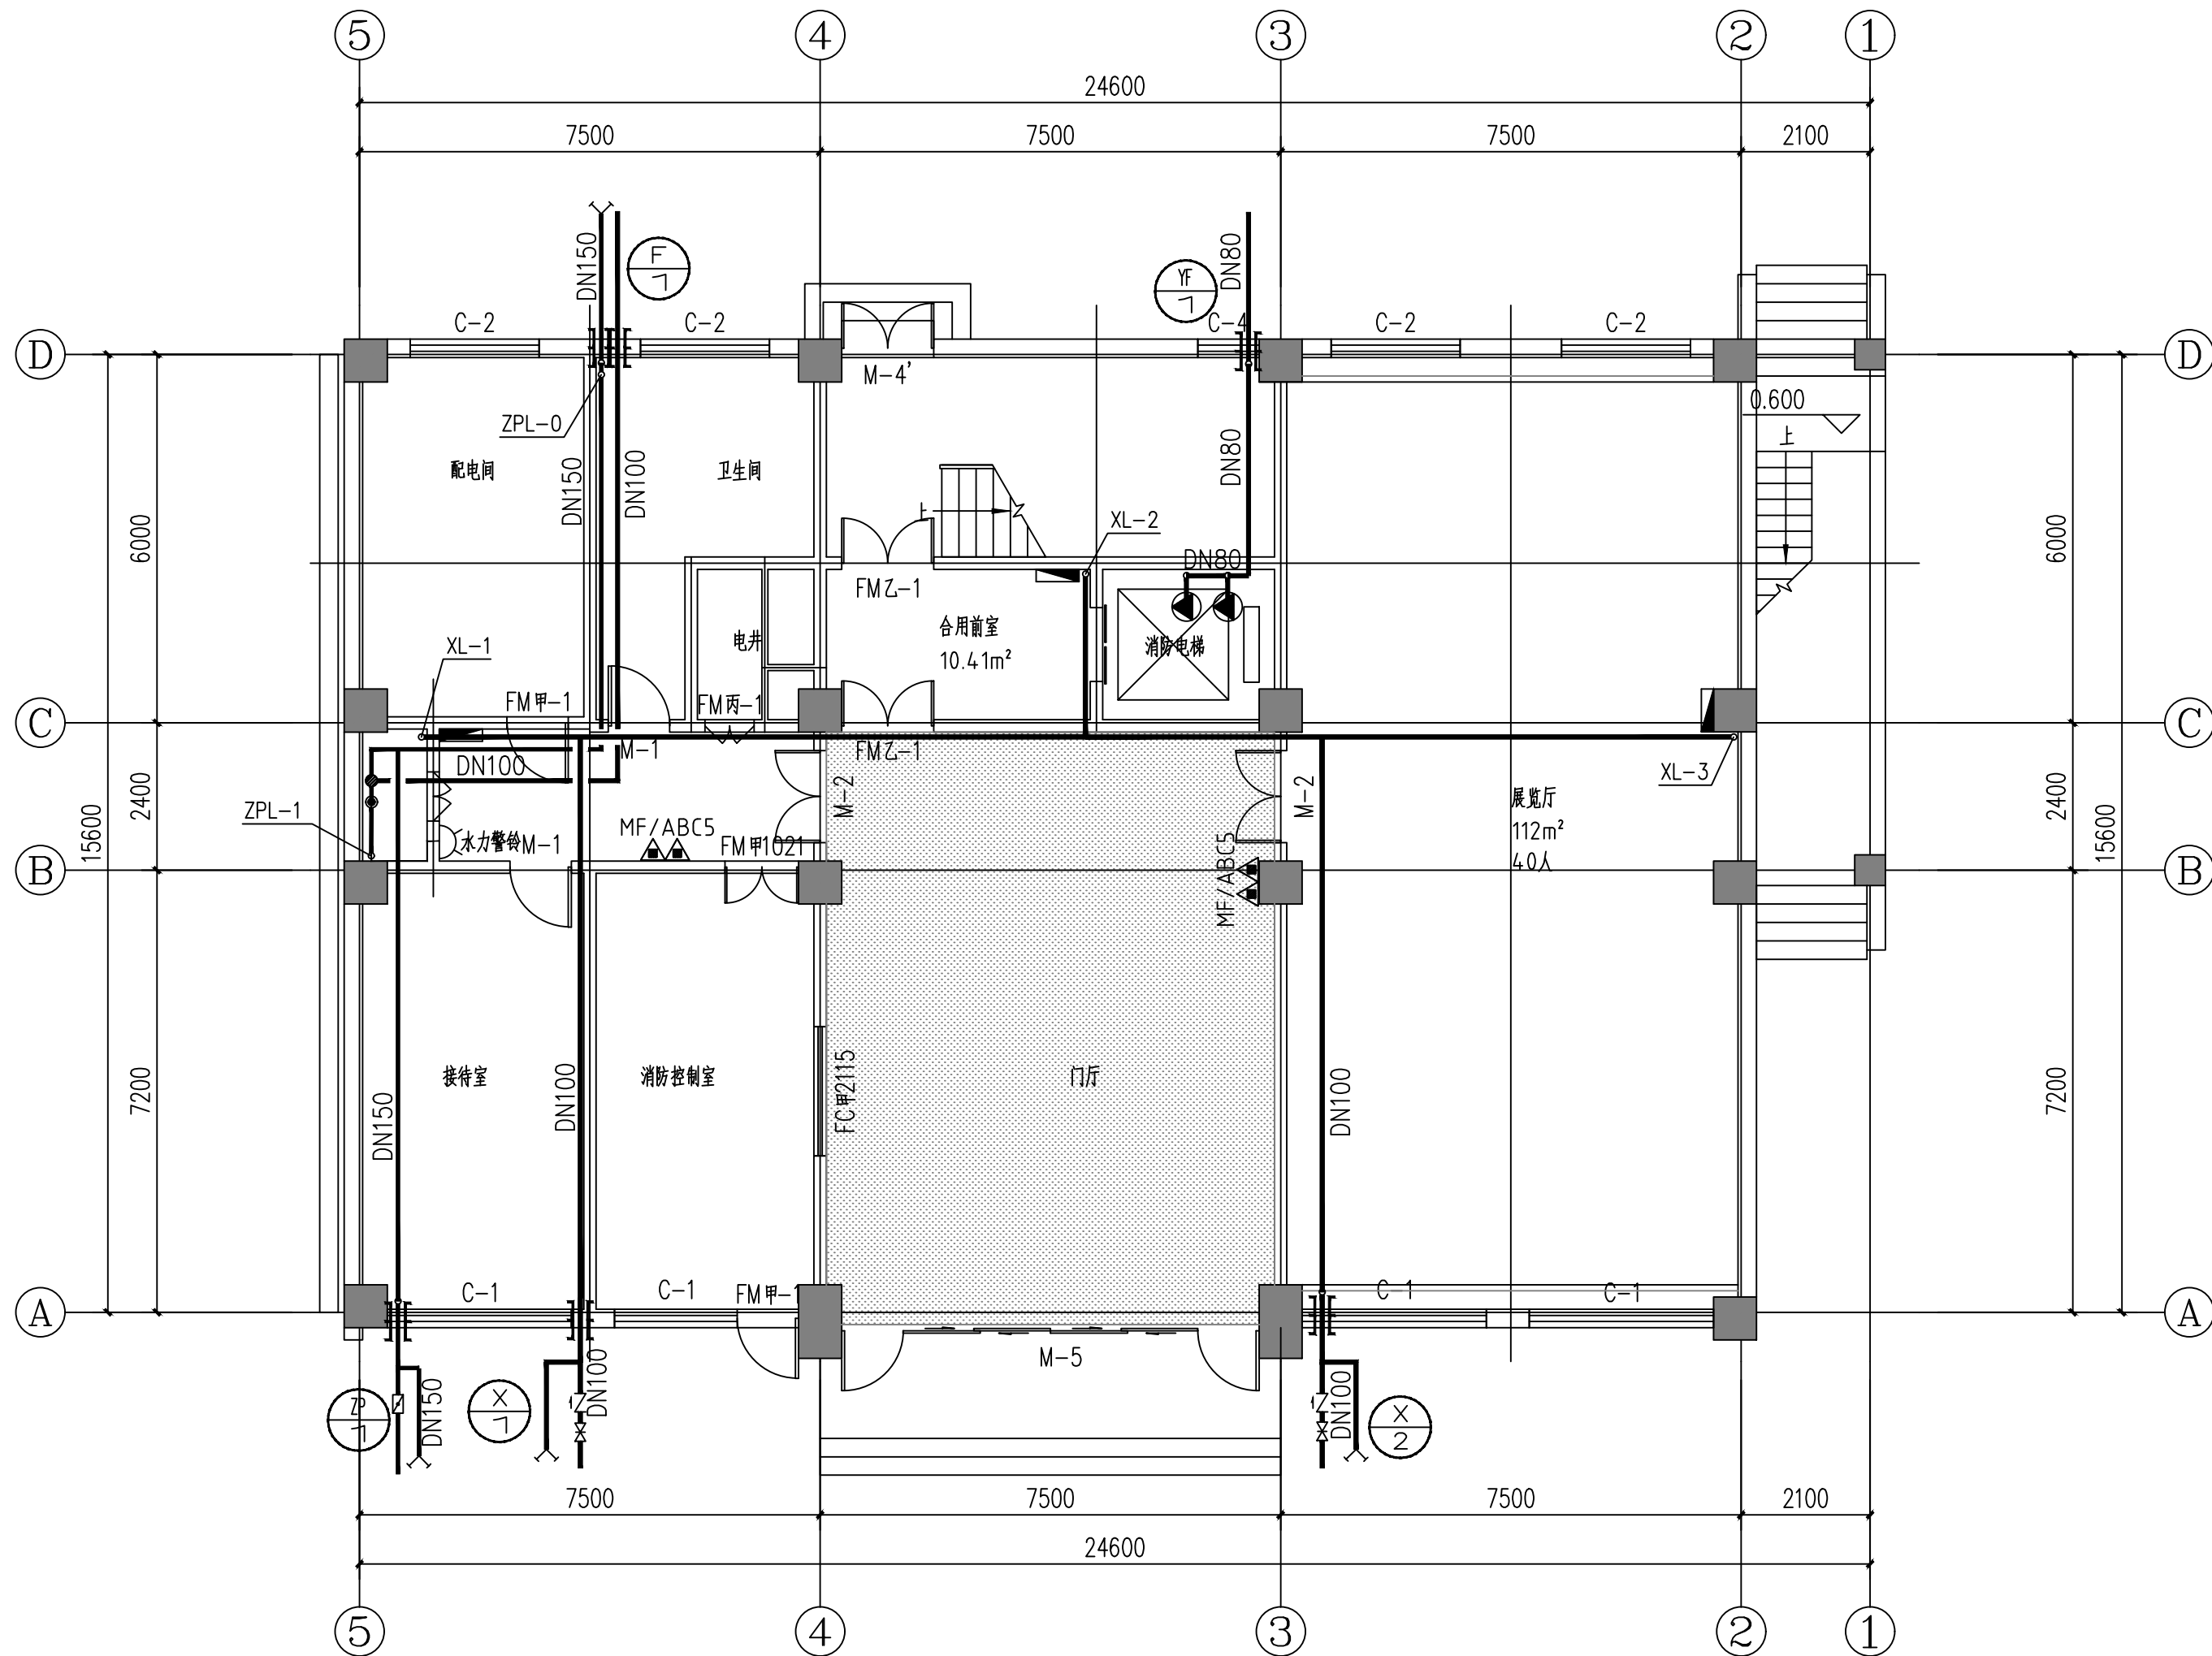 5
4
3
2
1
24600
7500
7500
7500
2100
DN150
F
1
YF
1
DN80
C-2
C-2
C-4
C-2
C-2
D
D
M-4'
ZPL-0
0.600
上
配电间
DN150
DN100
卫生间
DN80
上
XL-2
6000
6000
DN80
FM乙-1
合用前室
10.41m²
电井
消防电梯
XL-1
FM甲-1
FM丙-1
C
C
M-1
FM乙-1
DN100
M-2
M-2
XL-3
展览厅
112m²
40人
2400
15600
2400
15600
ZPL-1
水力警铃
M-1
MF/ABC5
FM甲1021
MF/ABC5
B
B
接待室
消防控制室
门厅
FC甲2115
DN150
DN100
DN100
7200
7200
C-1
C-1
FM甲-1
C-1
C-1
A
A
M-5
ZP
1
DN150
X
1
DN100
DN100
X
2
7500
7500
7500
2100
24600
5
4
3
2
1